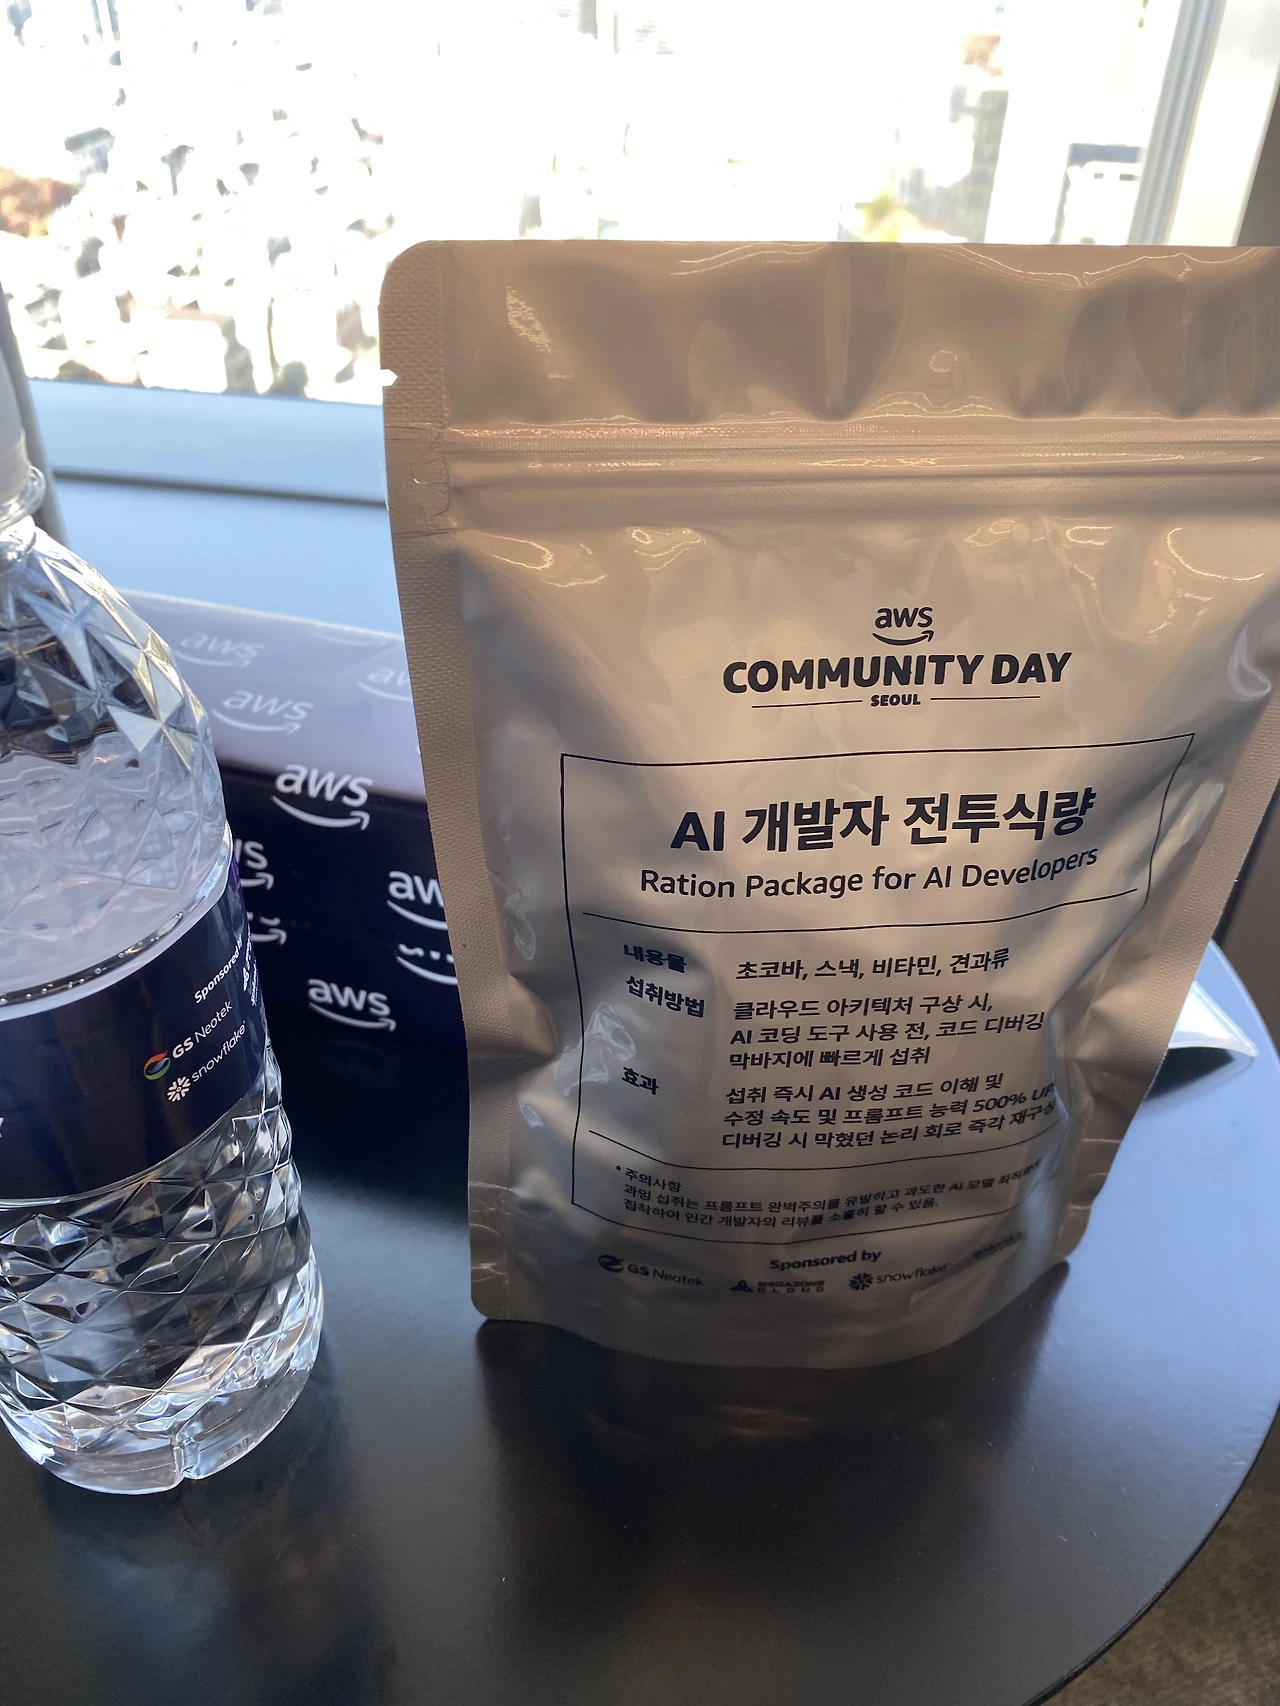 aws
COMMUNITY DAY
SEOUL
AI 개발자 전투식량
Ration Package for AI Developers
내용물 초코바, 스낵, 비타민, 견과류
섭취방법 클라우드 아키텍처 구상 시,
AI 코딩 도구 사용 전, 코드 디버깅
막바지에 빠르게 섭취
효과 섭취 즉시 AI 생성 코드 이해 및
수정 속도 및 프롬프트 능력 500%
디버깅 시 막혔던 논리 회로 즉각
* 주의사항
과잉 섭취는 프롬프트 완벽주의를 유발하고 과도한 AI 모델
집착하여 인간 개발자의 리뷰를 소홀히 할 수 있음.
Sponsored by
GS Neotek
MEGAZONE
CLOUD
snowflake
aws
aws
aws
aws
Sponsored
GS Neotek
snowflake